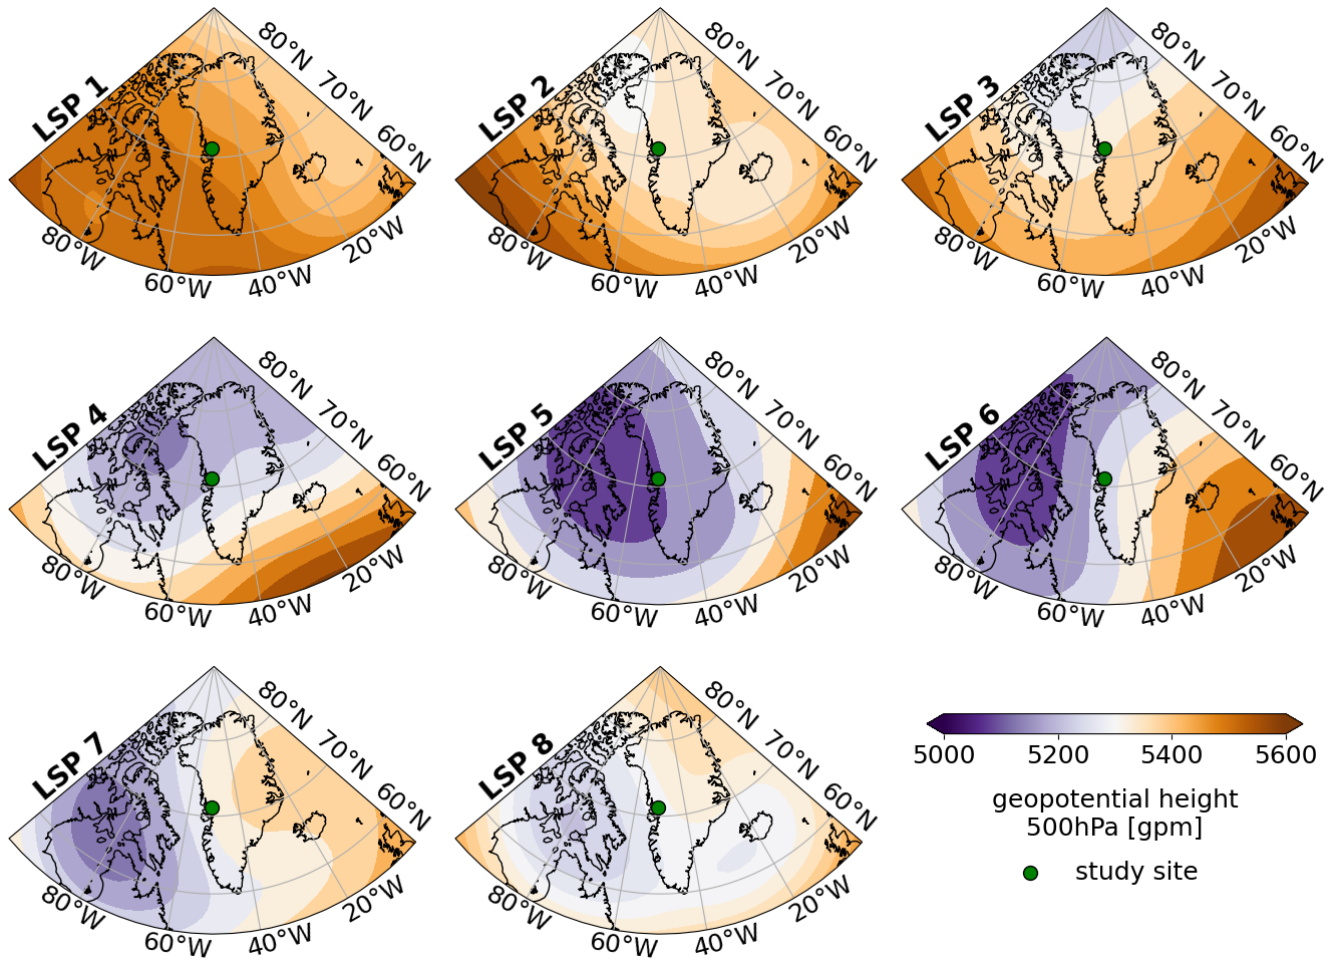 LSP 1
80°N
70°N
60°N
80°W
60°W
40°W
20°W
LSP 2
80°N
70°N
60°N
80°W
60°W
40°W
20°W
LSP 3
80°N
70°N
60°N
80°W
60°W
40°W
20°W
LSP 4
80°N
70°N
60°N
80°W
60°W
40°W
20°W
LSP 5
80°N
70°N
60°N
80°W
60°W
40°W
20°W
LSP 6
80°N
70°N
60°N
80°W
60°W
40°W
20°W
LSP 7
80°N
70°N
60°N
80°W
60°W
40°W
20°W
LSP 8
80°N
70°N
60°N
80°W
60°W
40°W
20°W
5000 5200 5400 5600
geopotential height
500hPa [gpm]
study site